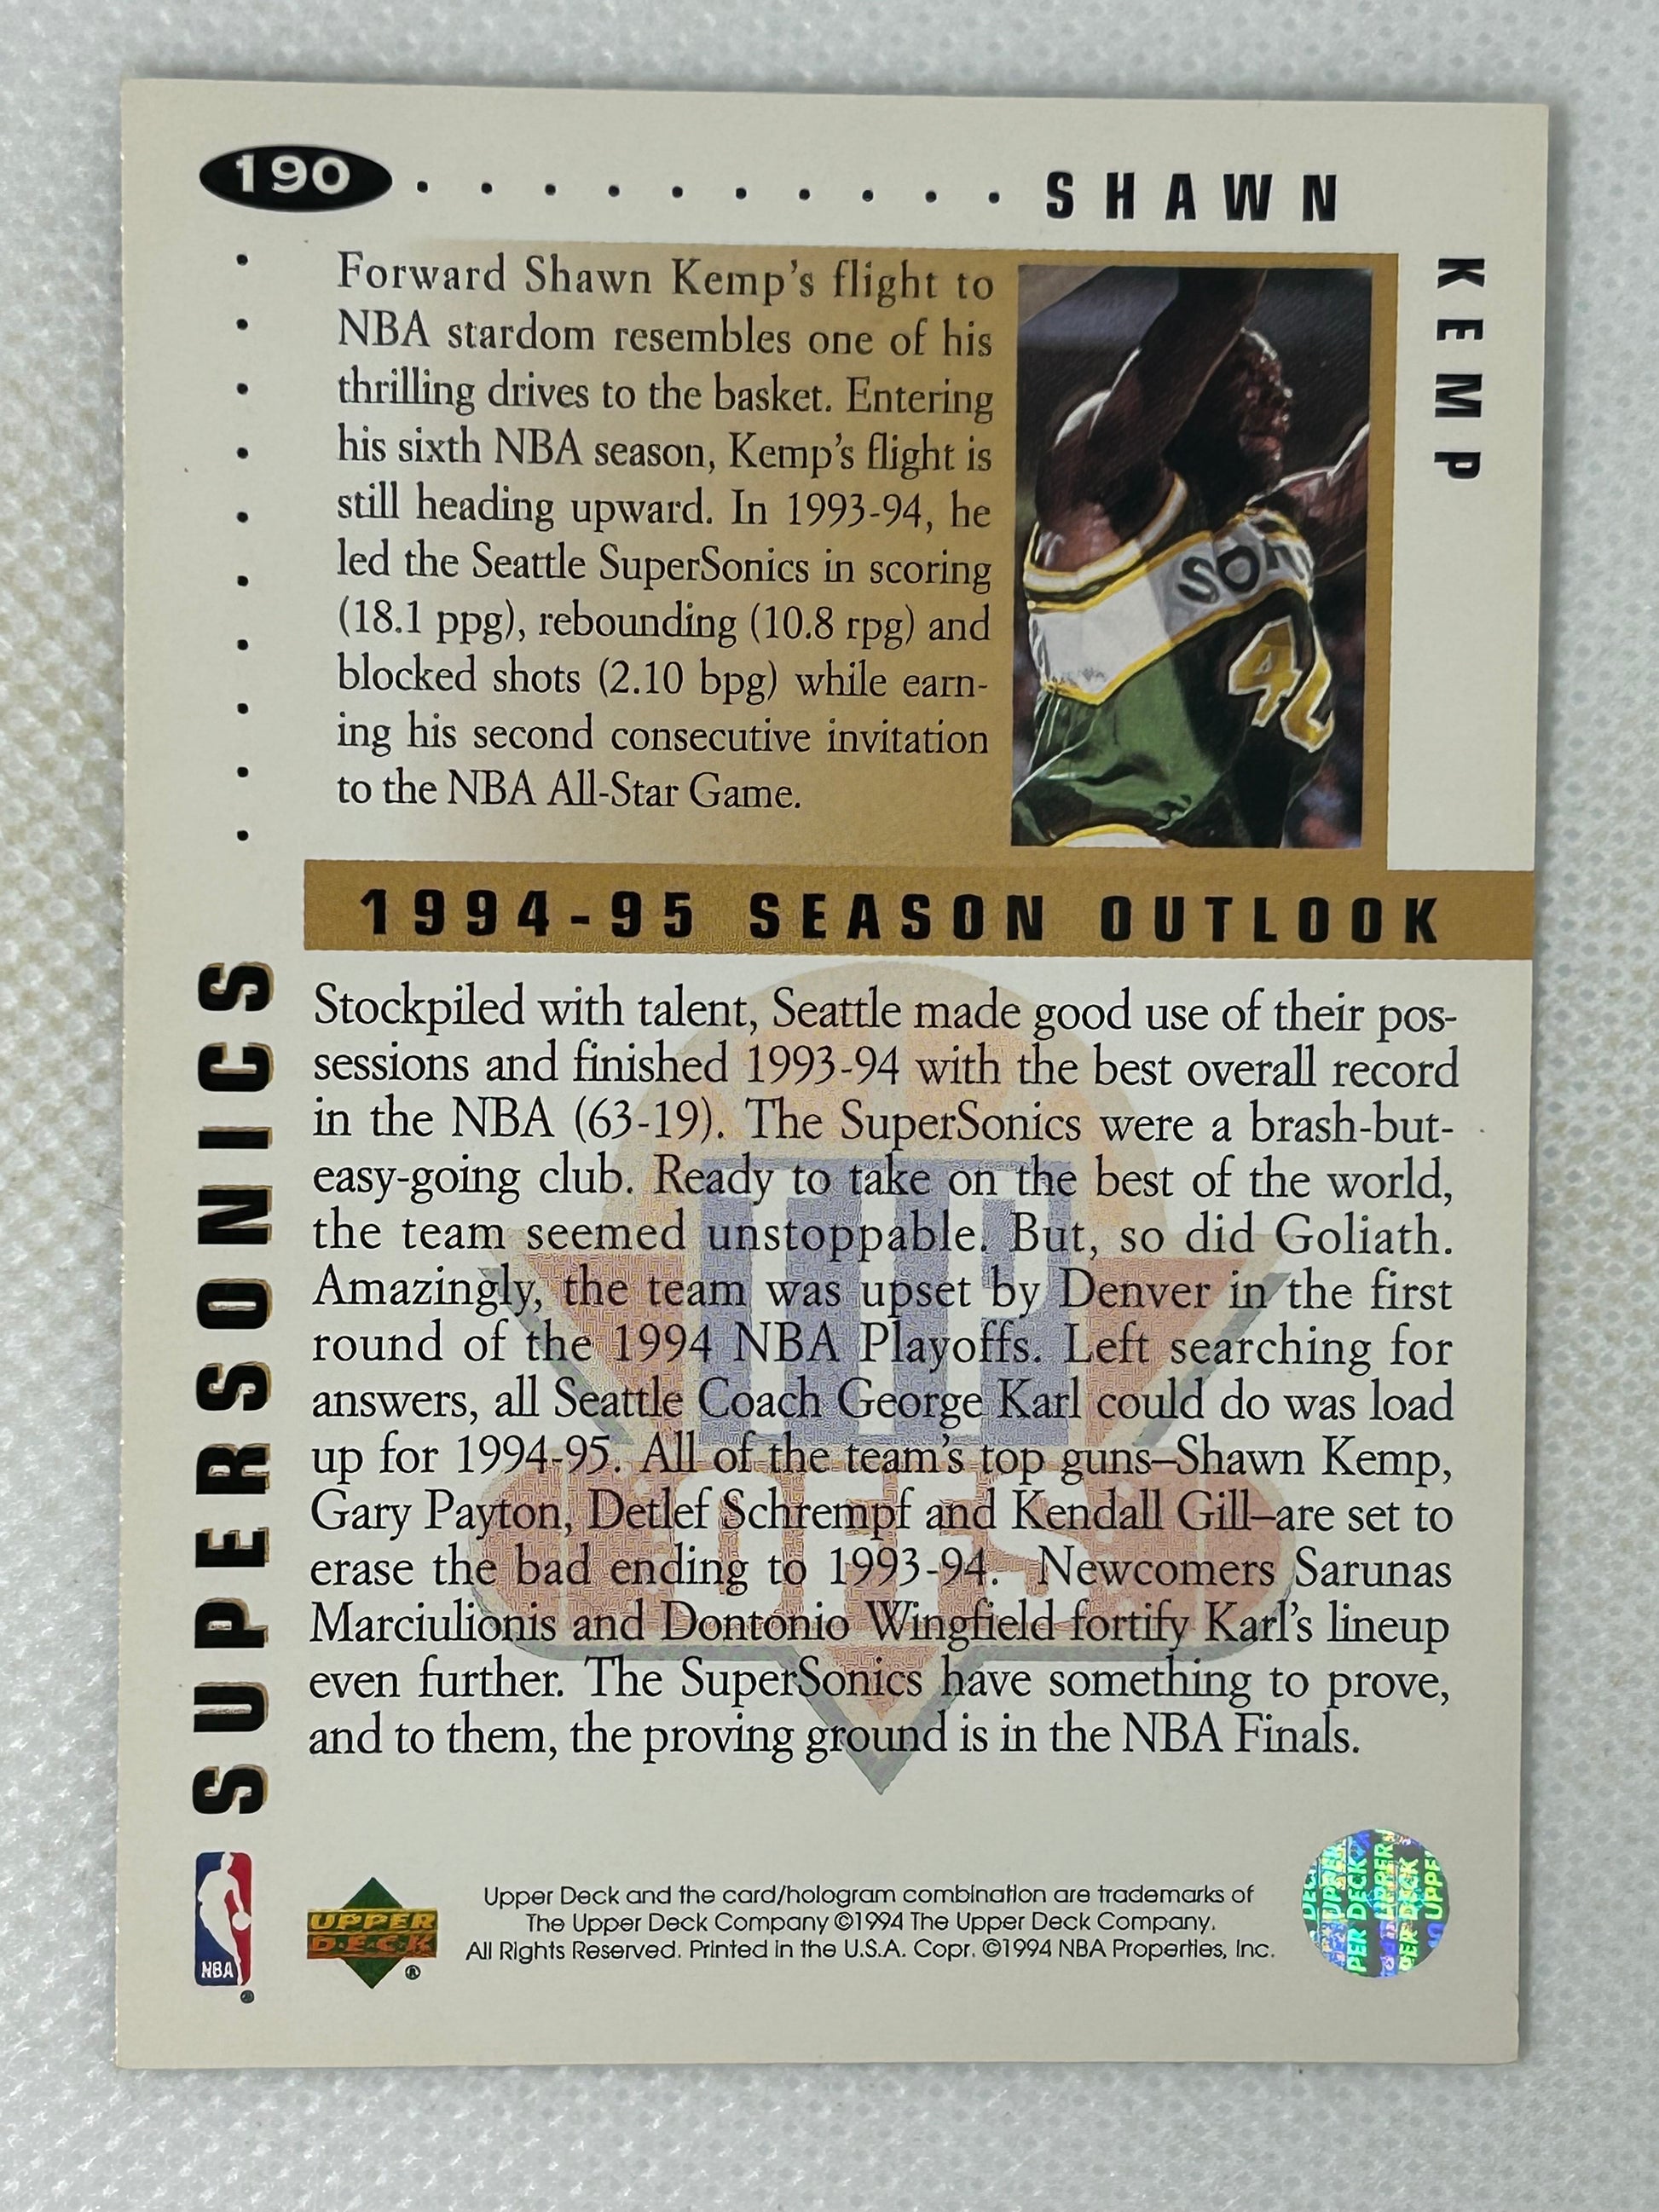 190
SHAWN
KEMP
Forward Shawn Kemp's flight to
NBA stardom resembles one of his
thrilling drives to the basket. Entering
his sixth NBA season, Kemp's flight is
still heading upward. In 1993-94, he
led the Seattle SuperSonics in scoring
(18.1 ppg), rebounding (10.8 rpg) and
blocked shots (2.10 bpg) while earn-
ing his second consecutive invitation
to the NBA All-Star Game.
SON
40
1994-95 SEASON OUTLOOK
Stockpiled with talent, Seattle made good use of their pos-
sessions and finished 1993-94 with the best overall record
in the NBA (63-19). The SuperSonics were a brash-but-
easy-going club. Ready to take on the best of the world,
the team seemed unstoppable. But, so did Goliath.
Amazingly, the team was upset by Denver in the first
round of the 1994 NBA Playoffs. Left searching for
answers, all Seattle Coach George Karl could do was load
up for 1994-95. All of the team's top guns–Shawn Kemp,
Gary Payton, Detlef Schrempf and Kendall Gill–are set to
erase the bad ending to 1993-94. Newcomers Sarunas
Marciulionis and Dontonio Wingfield fortify Karl's lineup
even further. The SuperSonics have something to prove,
and to them, the proving ground is in the NBA Finals.
SUPERSONICS
NBA
UPPER
D.E.C.K
®
Upper Deck and the card/hologram combination are trademarks of
The Upper Deck Company ©1994 The Upper Deck Company.
All Rights Reserved. Printed in the U.S.A. Copr. ©1994 NBA Properties, Inc.
UPPER
PER DECK
UPPER
PER DECK
UPPE